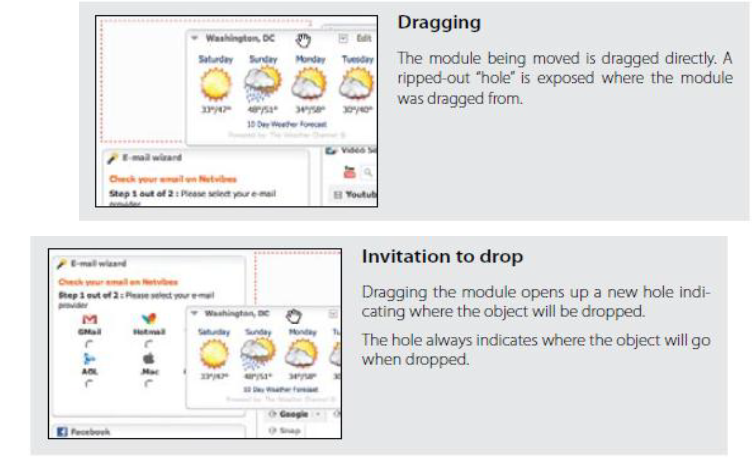 Dragging
The module being moved is dragged directly. A
ripped-out “hole” is exposed where the module
was dragged from.
Washington, DC Edit
Saturday Sunday Monday Tuesday
33°/47° 48°/51° 34°/58° 30°/40°
10 Day Weather Forecast
Powered by: The Weather Channel
E-mail wizard
Check your email on Netvibes
Step 1 out of 2 : Please select your e-mail
provider
Video Se
Youtub
Invitation to drop
Dragging the module opens up a new hole indi-
cating where the object will be dropped.
The hole always indicates where the object will go
when dropped.
E-mail wizard
Check your email on Netvibes
Step 1 out of 2 : Please select your e-mail
provider
GMail Hotmail
AOL .Mac
Washington, DC
Saturday Sunday Monday Tu
33°/47° 48°/51° 34°/58°
10 Day Weather Forecast
Google
Snap
Facebook